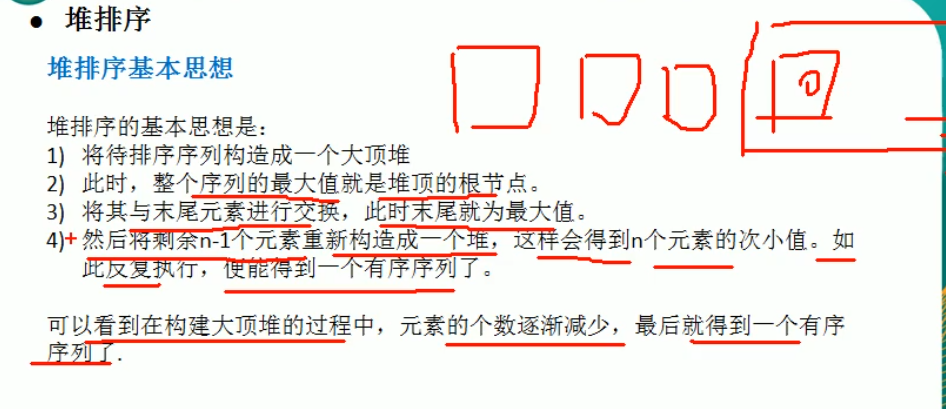 ● 堆排序
堆排序基本思想
堆排序的基本思想是：
1) 将待排序序列构造成一个大顶堆
2) 此时，整个序列的最大值就是堆顶的根节点。
3) 将其与末尾元素进行交换，此时末尾就为最大值。
4) 然后将剩余n-1个元素重新构造成一个堆，这样会得到n个元素的次小值。如
此反复执行，便能得到一个有序序列了。
可以看到在构建大顶堆的过程中，元素的个数逐渐减少，最后就得到一个有序
序列了.